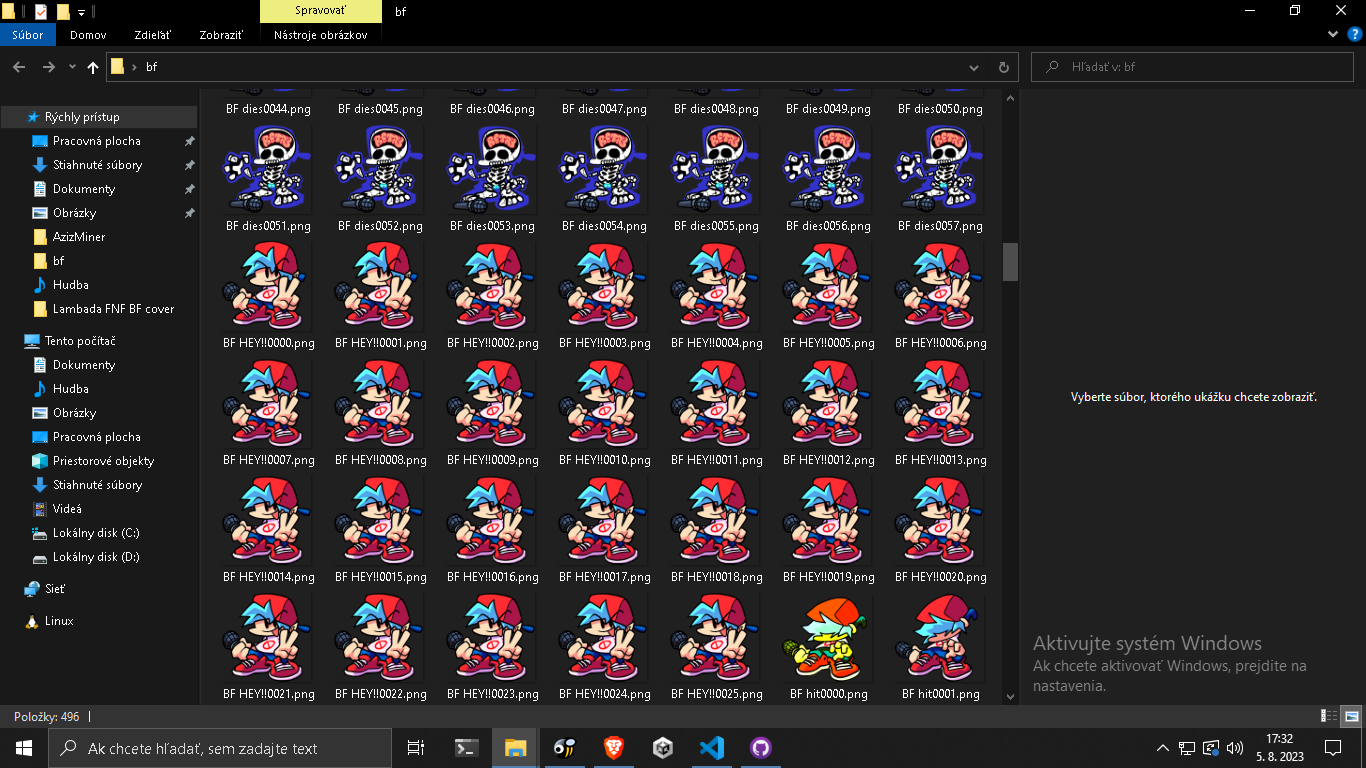 Spravovať
bf
Súbor
Domov
Zdieľať
Zobraziť
Nástroje obrázkov
bf
Hľadať v: bf
Rýchly prístup
Pracovná plocha
Stiahnuté súbory
Dokumenty
Obrázky
AzizMiner
bf
Hudba
Lambada FNF BF cover
Tento počítač
Dokumenty
Hudba
Obrázky
Pracovná plocha
Priestorové objekty
Stiahnuté súbory
Videá
Lokálny disk (C:)
Lokálny disk (D:)
Sieť
Linux
BF dies0044.png BF dies0045.png BF dies0046.png BF dies0047.png BF dies0048.png BF dies0049.png BF dies0050.png
BF dies0051.png BF dies0052.png BF dies0053.png BF dies0054.png BF dies0055.png BF dies0056.png BF dies0057.png
BF HEY!!0000.png BF HEY!!0001.png BF HEY!!0002.png BF HEY!!0003.png BF HEY!!0004.png BF HEY!!0005.png BF HEY!!0006.png
BF HEY!!0007.png BF HEY!!0008.png BF HEY!!0009.png BF HEY!!0010.png BF HEY!!0011.png BF HEY!!0012.png BF HEY!!0013.png
BF HEY!!0014.png BF HEY!!0015.png BF HEY!!0016.png BF HEY!!0017.png BF HEY!!0018.png BF HEY!!0019.png BF HEY!!0020.png
BF HEY!!0021.png BF HEY!!0022.png BF HEY!!0023.png BF HEY!!0024.png BF HEY!!0025.png BF hit0000.png BF hit0001.png
Vyberte súbor, ktorého ukážku chcete zobraziť.
Aktivujte systém Windows
Ak chcete aktivovať Windows, prejdite na
nastavenia.
Položky: 496
Ak chcete hľadať, sem zadajte text
17:32
5. 8. 2023